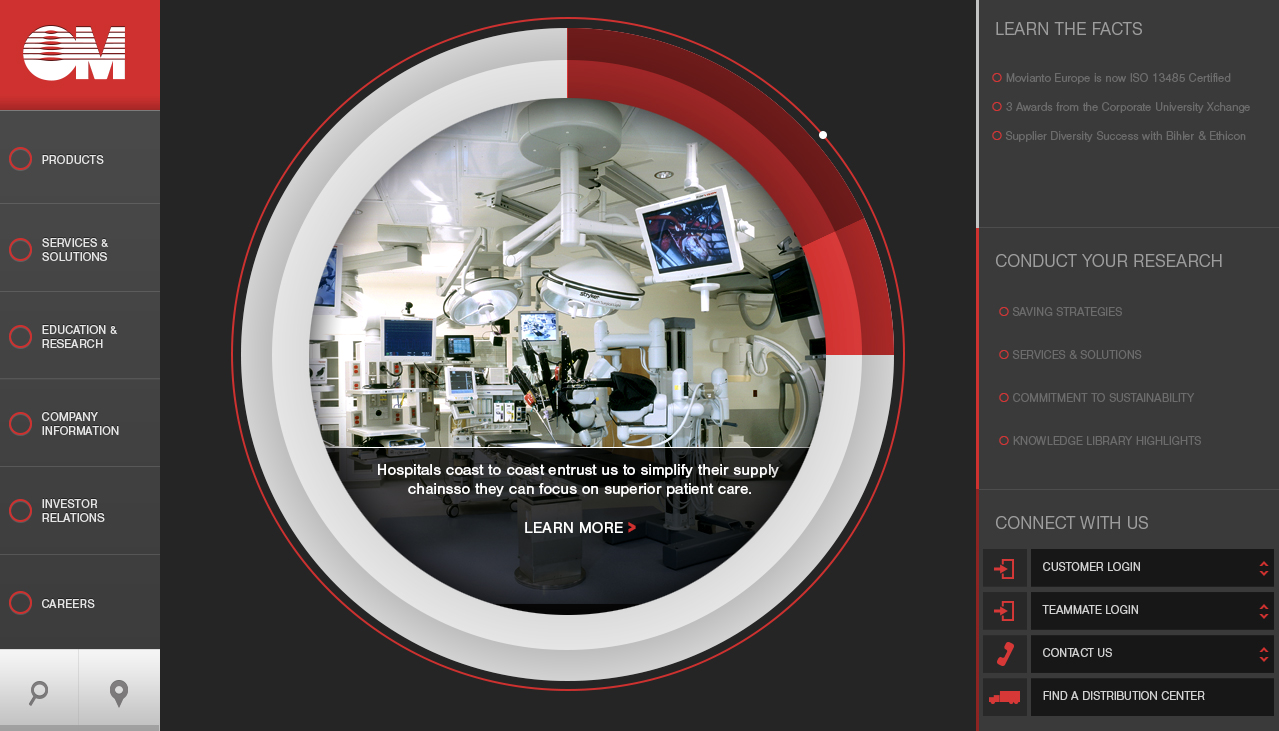 OM
PRODUCTS
SERVICES &
SOLUTIONS
EDUCATION &
RESEARCH
COMPANY
INFORMATION
INVESTOR
RELATIONS
CAREERS
stryker
Hospitals coast to coast entrust us to simplify their supply
chainsso they can focus on superior patient care.
LEARN MORE
LEARN THE FACTS
Movianto Europe is now ISO 13485 Certified
3 Awards from the Corporate University Xchange
Supplier Diversity Success with Bihler & Ethicon
CONDUCT YOUR RESEARCH
SAVING STRATEGIES
SERVICES & SOLUTIONS
COMMITMENT TO SUSTAINABILITY
KNOWLEDGE LIBRARY HIGHLIGHTS
CONNECT WITH US
CUSTOMER LOGIN
TEAMMATE LOGIN
CONTACT US
FIND A DISTRIBUTION CENTER